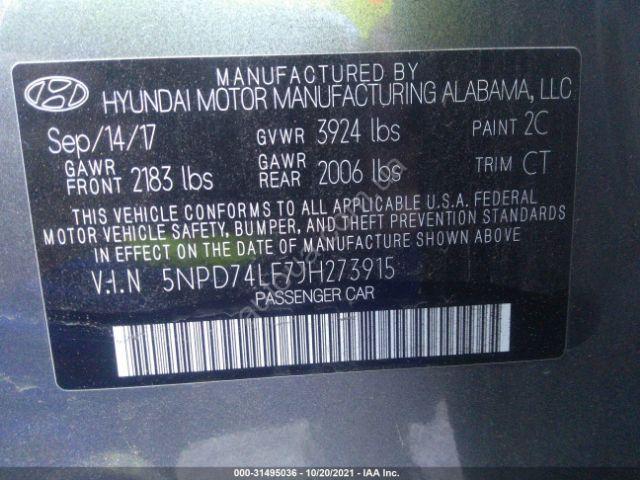 MANUFACTURED BY
HYUNDAI MOTOR MANUFACTURING ALABAMA, LLC
Sep/14/17 GVWR 3924 lbs PAINT 2C
GAWR FRONT 2183 lbs GAWR REAR 2006 lbs TRIM CT
THIS VEHICLE CONFORMS TO ALL APPLICABLE U.S.A. FEDERAL
MOTOR VEHICLE SAFETY, BUMPER, AND THEFT PREVENTION STANDARDS
IN EFFECT ON THE DATE OF MANUFACTURE SHOWN ABOVE.
V.I.N 5NPD74LF7JH273915
PASSENGER CAR
000-31495036 - 10/20/2021 - IAA Inc.